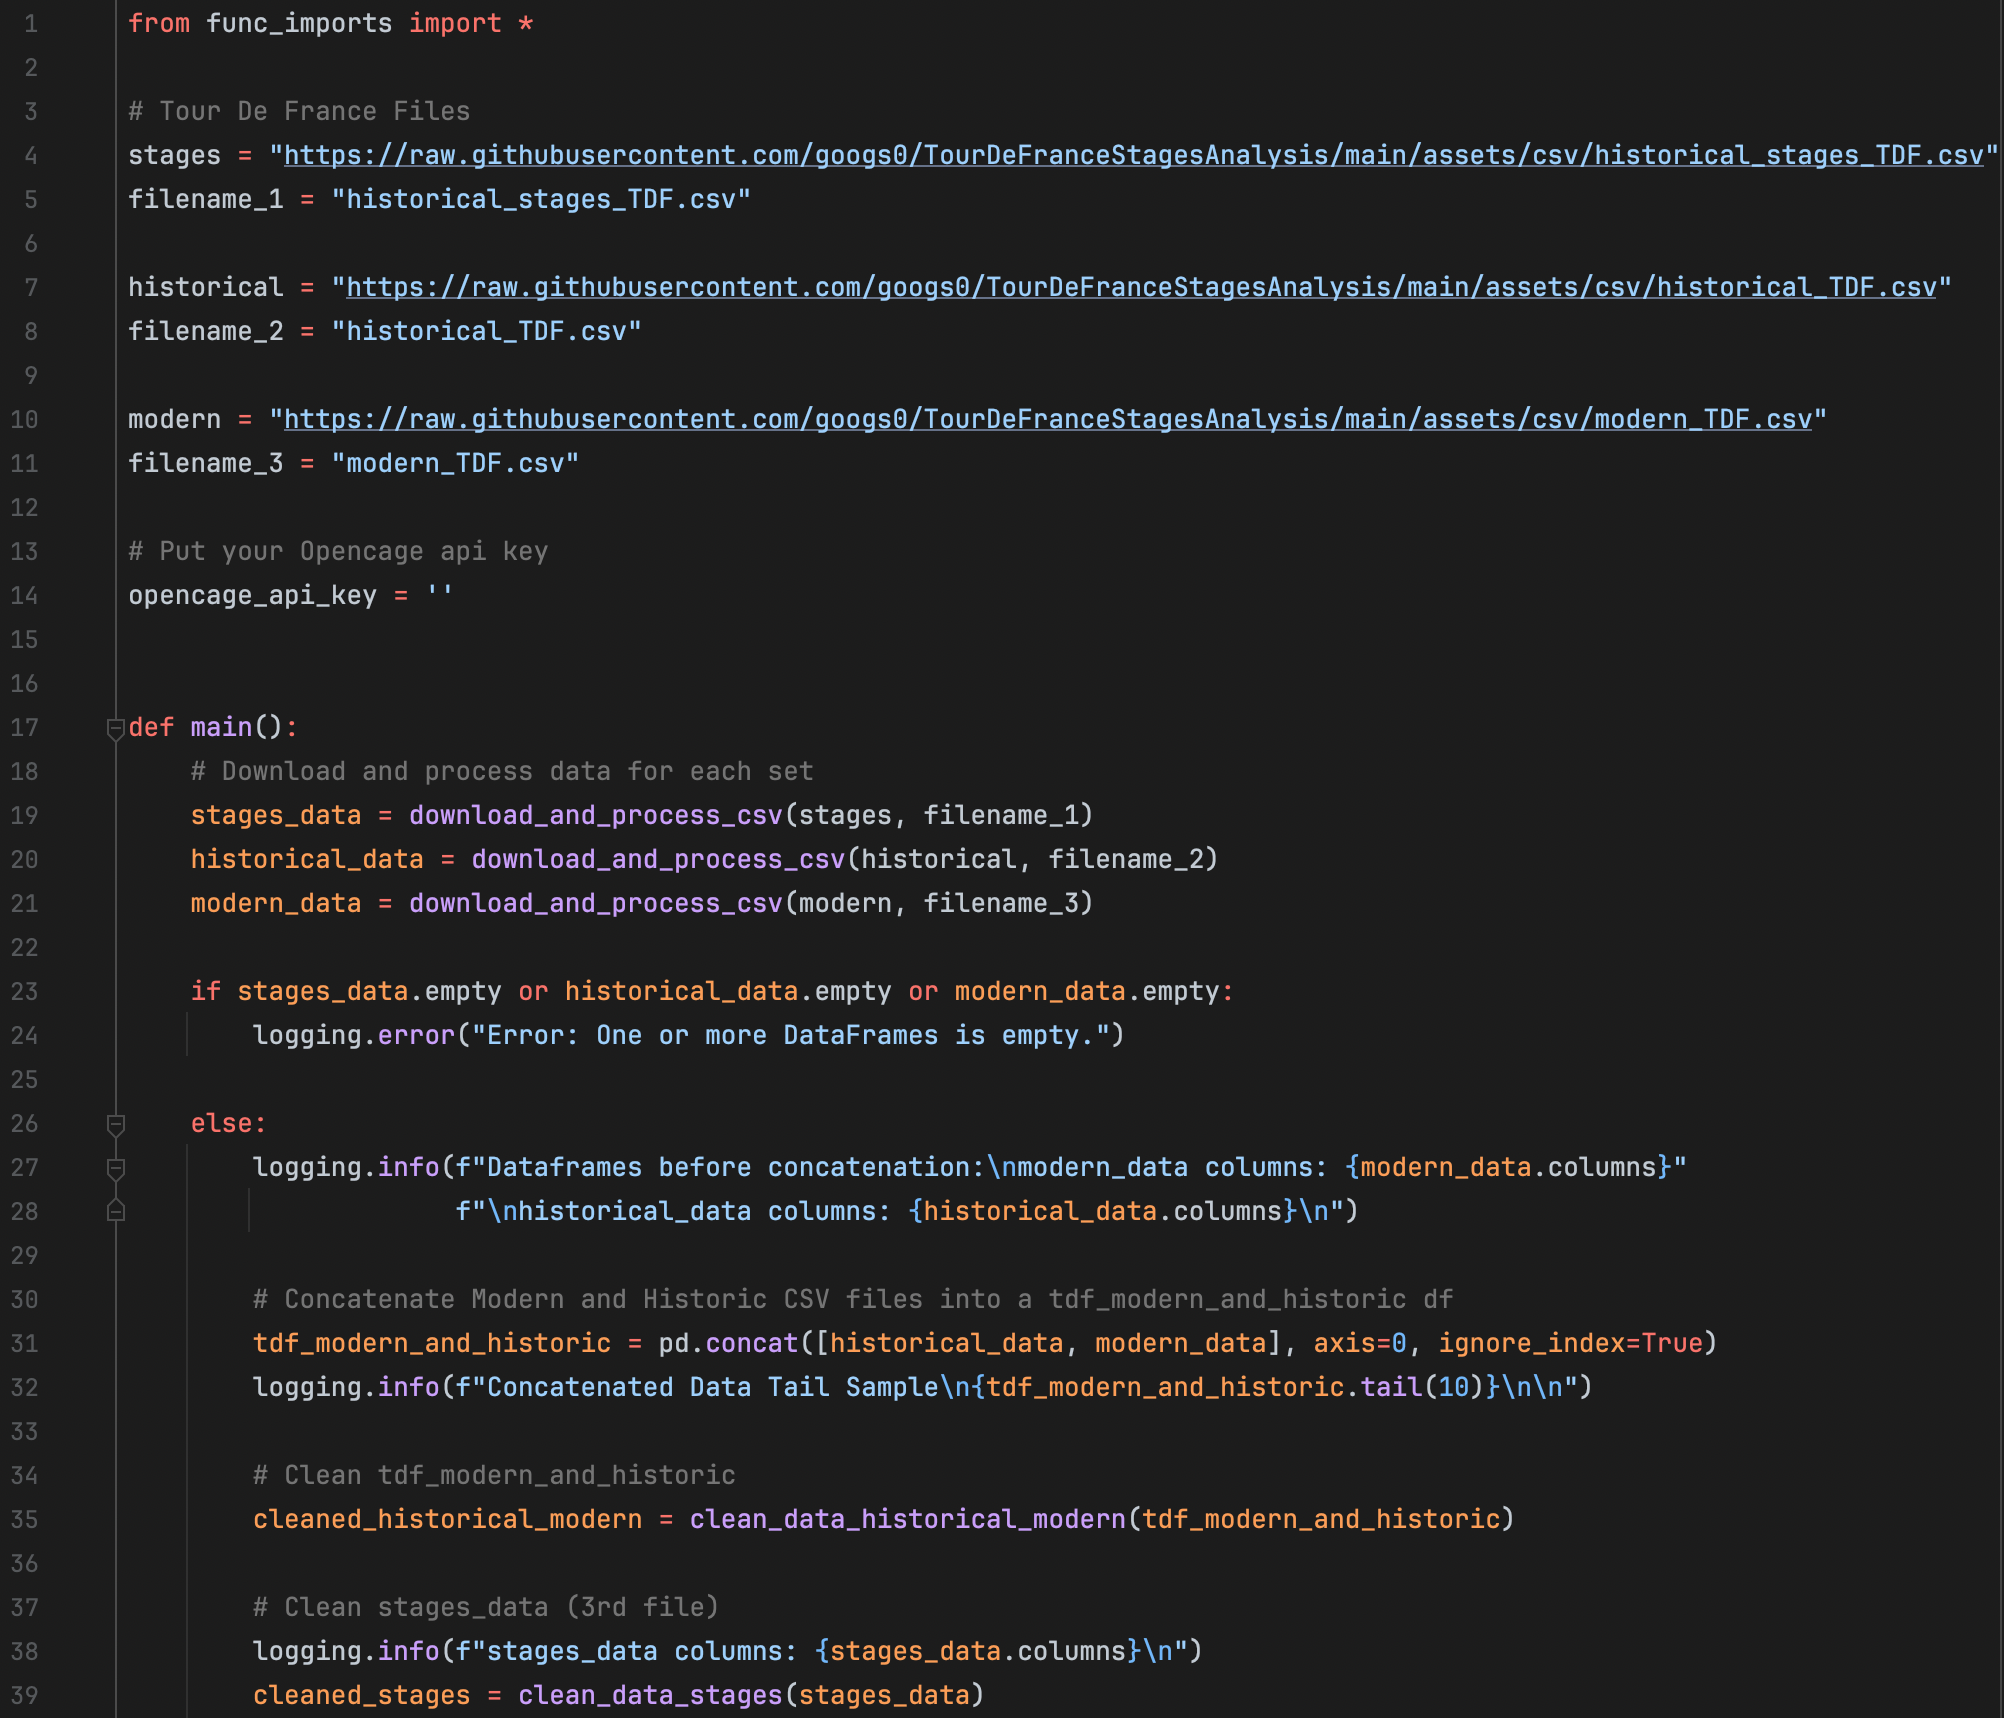 1 from func_imports import *
2
3 # Tour De France Files
4 stages = "https://raw.githubusercontent.com/googs0/TourDeFranceStagesAnalysis/main/assets/csv/historical_stages_TDF.csv"
5 filename_1 = "historical_stages_TDF.csv"
6
7 historical = "https://raw.githubusercontent.com/googs0/TourDeFranceStagesAnalysis/main/assets/csv/historical_TDF.csv"
8 filename_2 = "historical_TDF.csv"
9
10 modern = "https://raw.githubusercontent.com/googs0/TourDeFranceStagesAnalysis/main/assets/csv/modern_TDF.csv"
11 filename_3 = "modern_TDF.csv"
12
13 # Put your Opencage api key
14 opencage_api_key = ''
15
16
17 def main():
18     # Download and process data for each set
19     stages_data = download_and_process_csv(stages, filename_1)
20     historical_data = download_and_process_csv(historical, filename_2)
21     modern_data = download_and_process_csv(modern, filename_3)
22
23     if stages_data.empty or historical_data.empty or modern_data.empty:
24         logging.error("Error: One or more DataFrames is empty.")
25
26     else:
27         logging.info(f"Dataframes before concatenation:\nmodern_data columns: {modern_data.columns}"
28                      f"\nhistorical_data columns: {historical_data.columns}\n")
29
30         # Concatenate Modern and Historic CSV files into a tdf_modern_and_historic df
31         tdf_modern_and_historic = pd.concat([historical_data, modern_data], axis=0, ignore_index=True)
32         logging.info(f"Concatenated Data Tail Sample\n{tdf_modern_and_historic.tail(10)}\n\n")
33
34         # Clean tdf_modern_and_historic
35         cleaned_historical_modern = clean_data_historical_modern(tdf_modern_and_historic)
36
37         # Clean stages_data (3rd file)
38         logging.info(f"stages_data columns: {stages_data.columns}\n")
39         cleaned_stages = clean_data_stages(stages_data)